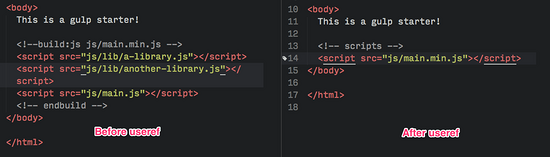 <body>
This is a gulp starter!
<!--build:js js/main.min.js -->
<script src="js/lib/a-library.js"></script>
<script src="js/lib/another-library.js"></
script>
<script src="js/main.js"></script>
<!-- endbuild -->
</body>
</html>
Before useref
10 <body>
11 This is a gulp starter!
12
13 <!-- scripts -->
14 <script src="js/main.min.js"></script>
15 </body>
16
17 </html>
18
After useref